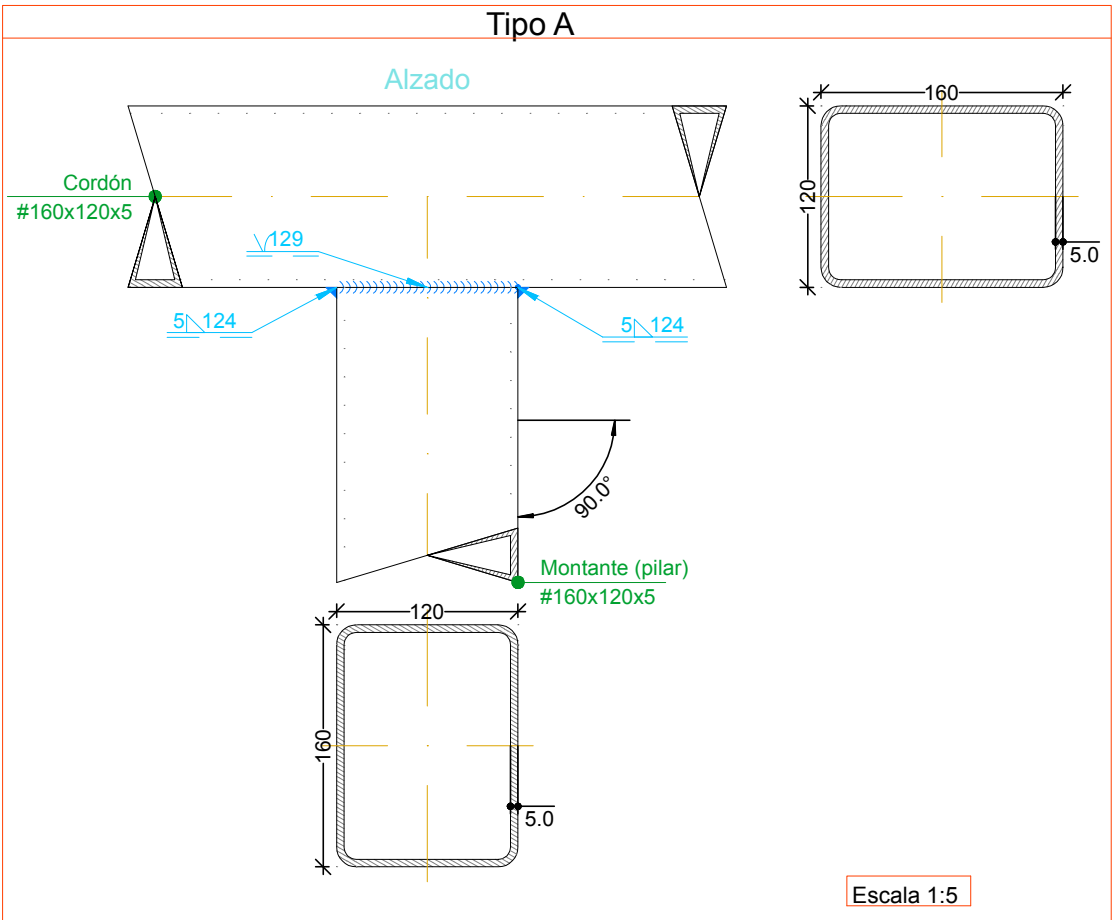 Tipo A
Alzado
160
Cordón
#160x120x5
120
129
5.0
5 124
5 124
90.0°
Montante (pilar)
#160x120x5
120
160
5.0
Escala 1:5